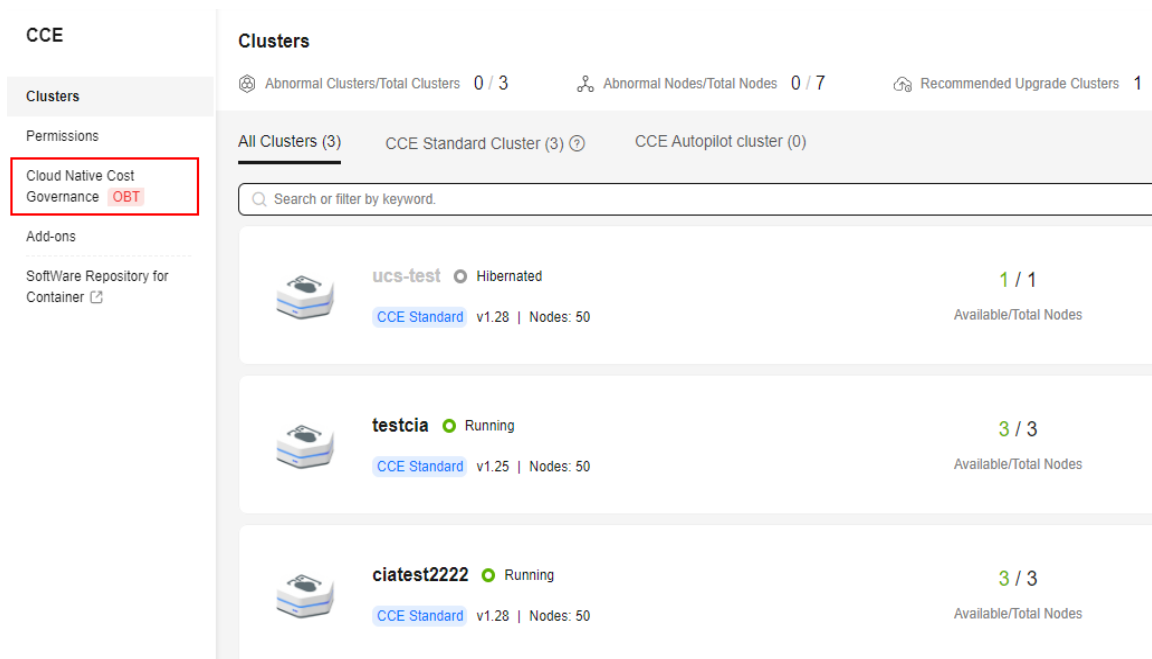 CCE
Clusters
Permissions
Cloud Native Cost
Governance OBT
Add-ons
SoftWare Repository for
Container
Clusters
Abnormal Clusters/Total Clusters 0 / 3 Abnormal Nodes/Total Nodes 0 / 7 Recommended Upgrade Clusters 1
All Clusters (3) CCE Standard Cluster (3) ? CCE Autopilot cluster (0)
Search or filter by keyword.
ucs-test Hibernated
CCE Standard v1.28 | Nodes: 50
1 / 1
Available/Total Nodes
testcia Running
CCE Standard v1.25 | Nodes: 50
3 / 3
Available/Total Nodes
ciatest2222 Running
CCE Standard v1.28 | Nodes: 50
3 / 3
Available/Total Nodes